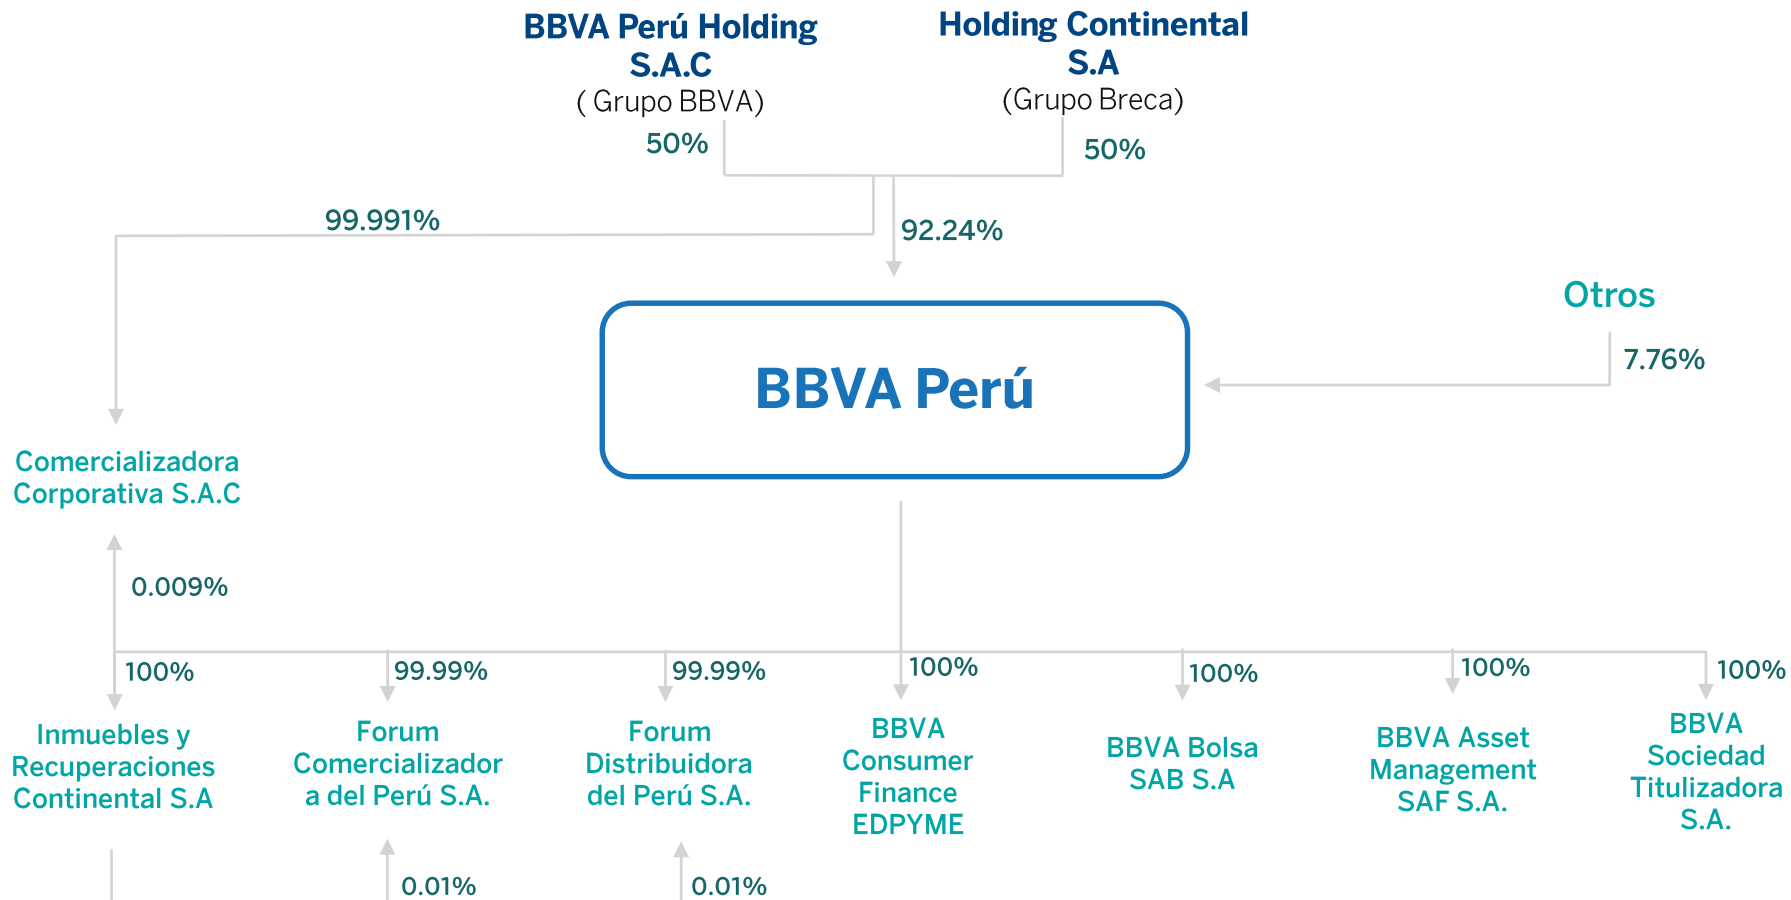 BBVA Perú Holding
S.A.C
( Grupo BBVA)
50%
Holding Continental
S.A
(Grupo Breca)
50%
99.991%
92.24%
Otros
7.76%
BBVA Perú
Comercializadora
Corporativa S.A.C
0.009%
100%
99.99%
99.99%
100%
100%
100%
100%
Inmuebles y
Recuperaciones
Continental S.A
Forum
Comercializador
a del Perú S.A.
Forum
Distribuidora
del Perú S.A.
BBVA
Consumer
Finance
EDPYME
BBVA Bolsa
SAB S.A
BBVA Asset
Management
SAF S.A.
BBVA
Sociedad
Titulizadora
S.A.
0.01%
0.01%